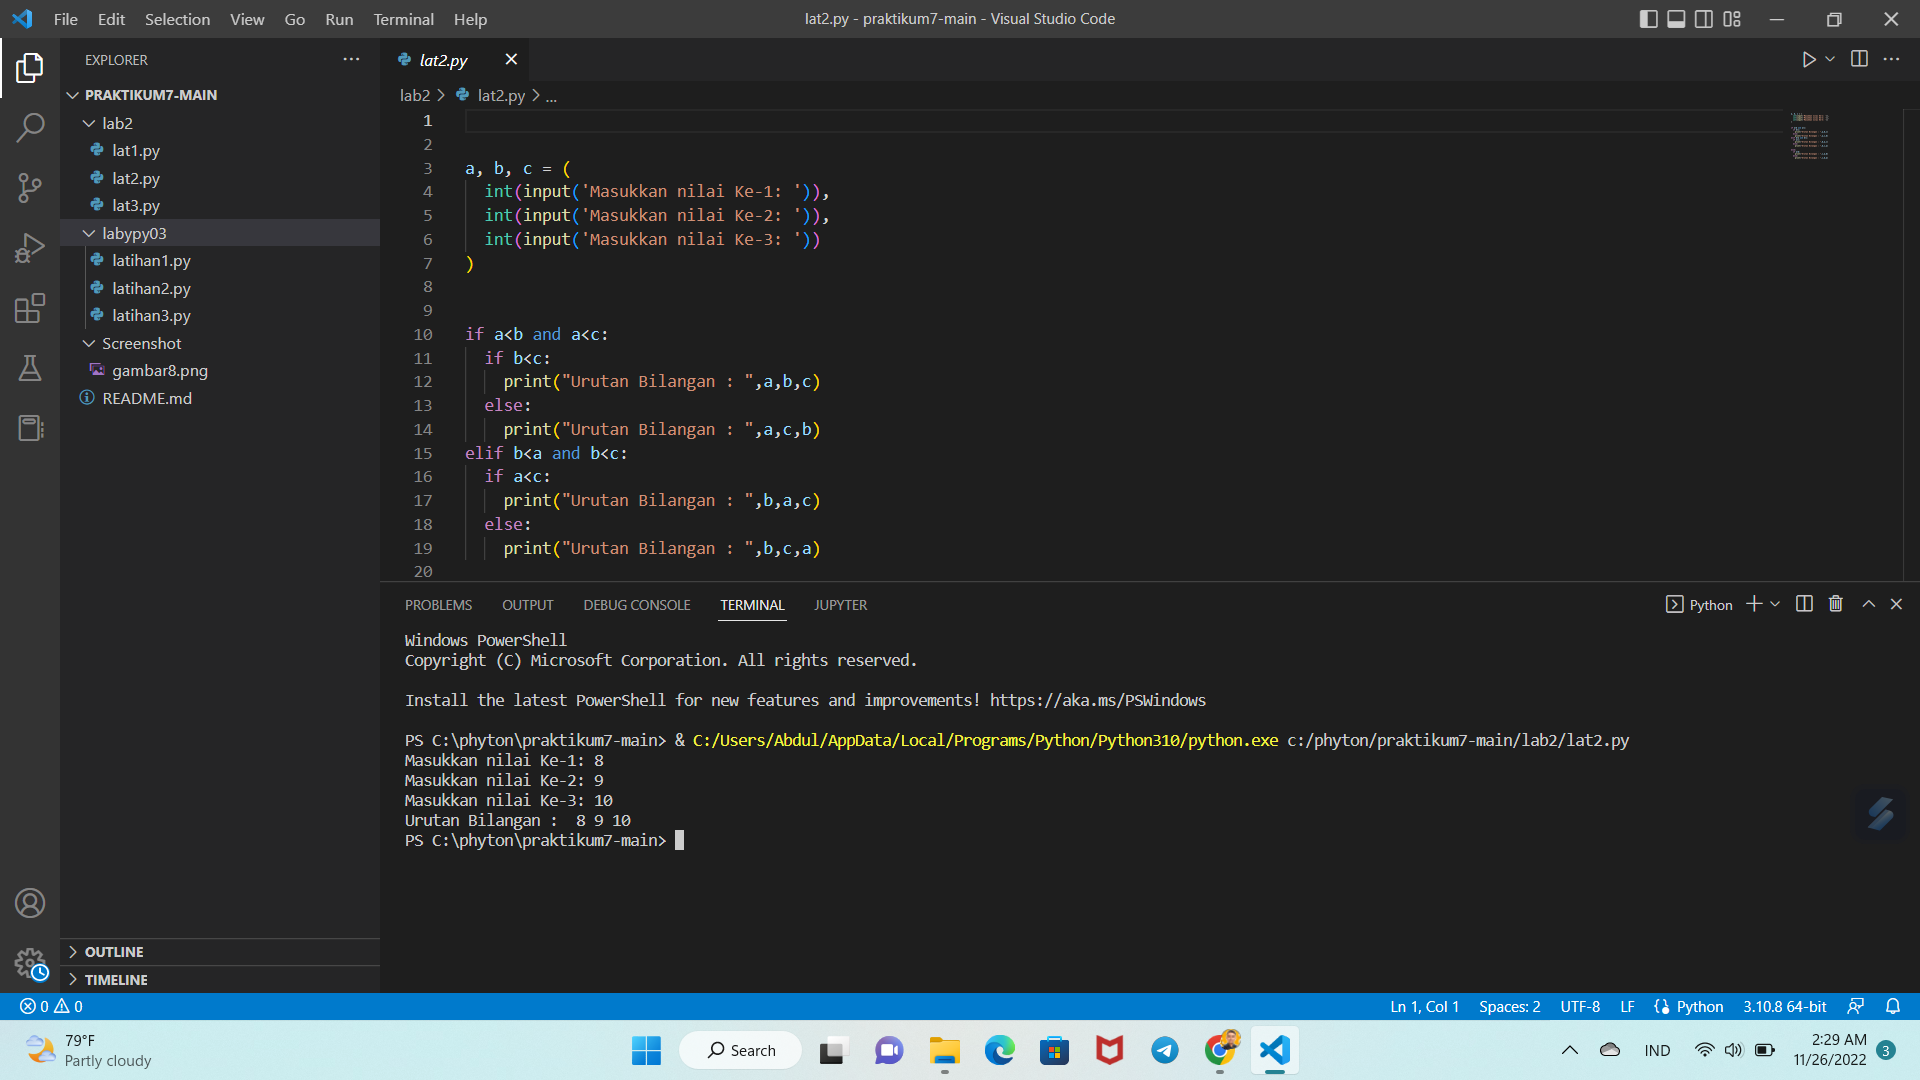 File Edit Selection View Go Run Terminal Help
lat2.py - praktikum7-main - Visual Studio Code
EXPLORER
PRAKTIKUM7-MAIN
lab2
lat1.py
lat2.py
lat3.py
labypy03
latihan1.py
latihan2.py
latihan3.py
Screenshot
gambar8.png
README.md
OUTLINE
TIMELINE
lat2.py
lab2 > lat2.py > ...
1
2
3 a, b, c = (
4 int(input('Masukkan nilai Ke-1: ')),
5 int(input('Masukkan nilai Ke-2: ')),
6 int(input('Masukkan nilai Ke-3: '))
7 )
8
9
10 if a<b and a<c:
11 if b<c:
12 print("Urutan Bilangan : ",a,b,c)
13 else:
14 print("Urutan Bilangan : ",a,c,b)
15 elif b<a and b<c:
16 if a<c:
17 print("Urutan Bilangan : ",b,a,c)
18 else:
19 print("Urutan Bilangan : ",b,c,a)
20
PROBLEMS OUTPUT DEBUG CONSOLE TERMINAL JUPYTER
Python
Windows PowerShell
Copyright (C) Microsoft Corporation. All rights reserved.
Install the latest PowerShell for new features and improvements! https://aka.ms/PSWindows
PS C:\phyton\praktikum7-main> & C:/Users/Abdul/AppData/Local/Programs/Python/Python310/python.exe c:/phyton/praktikum7-main/lab2/lat2.py
Masukkan nilai Ke-1: 8
Masukkan nilai Ke-2: 9
Masukkan nilai Ke-3: 10
Urutan Bilangan :  8 9 10
PS C:\phyton\praktikum7-main>
0 0
Ln 1, Col 1 Spaces: 2 UTF-8 LF Python 3.10.8 64-bit
79°F
Partly cloudy
Search
IND
2:29 AM
11/26/2022
3